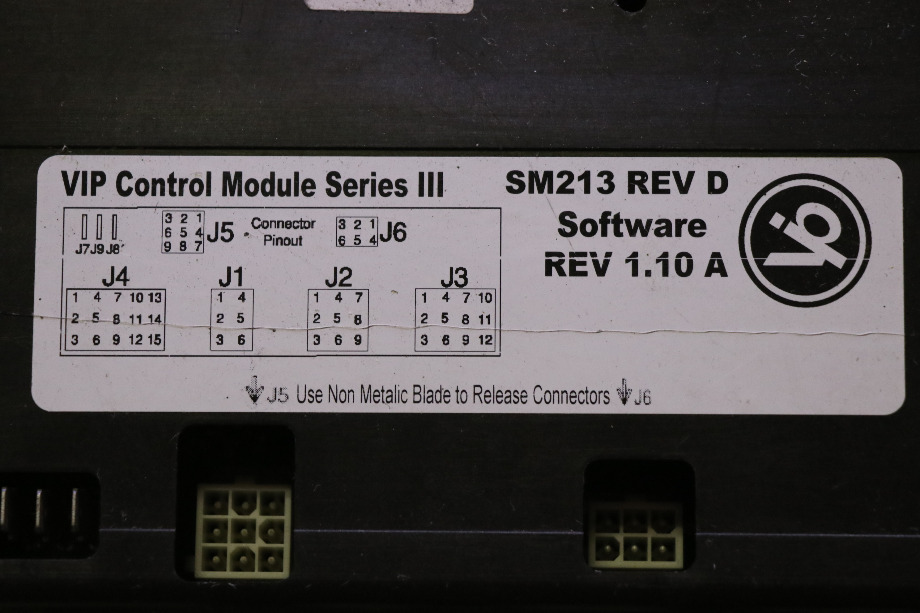 VIP Control Module Series III
SM213 REV D
Software
REV 1.10 A
J7 J9 J8
3 2 1
6 5 4
9 8 7
J5
Connector
Pinout
3 2 1
6 5 4
J6
J4
1 4 7 10 13
2 5 8 11 14
3 6 9 12 15
J1
1 4
2 5
3 6
J2
1 4 7
2 5 8
3 6 9
J3
1 4 7 10
2 5 8 11
3 6 9 12
J5 Use Non Metalic Blade to Release Connectors J6